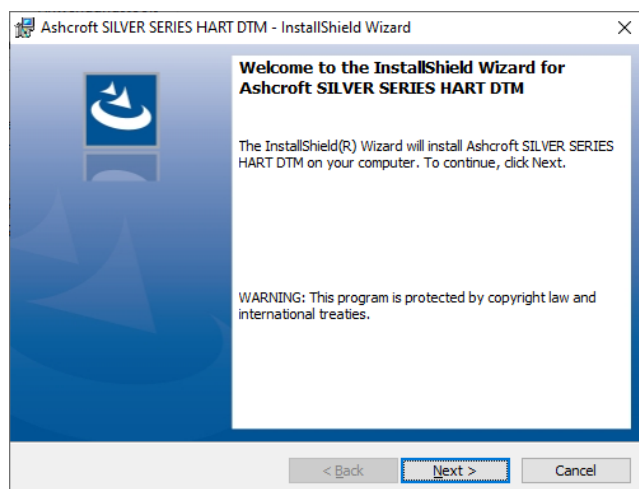 Ashcroft SILVER SERIES HART DTM - InstallShield Wizard
Welcome to the InstallShield Wizard for
Ashcroft SILVER SERIES HART DTM
The InstallShield(R) Wizard will install Ashcroft SILVER SERIES
HART DTM on your computer. To continue, click Next.
WARNING: This program is protected by copyright law and
international treaties.
< Back
Next >
Cancel